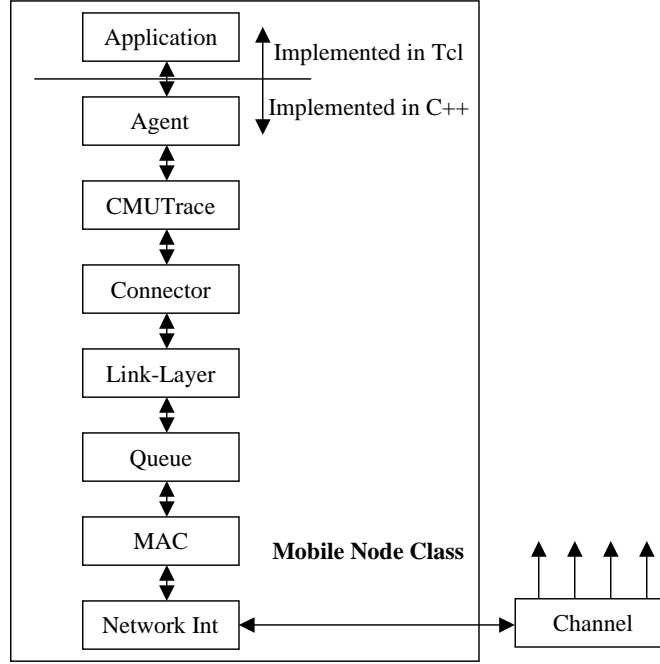 Application
Implemented in Tcl
Implemented in C++
Agent
CMUTrace
Connector
Link-Layer
Queue
MAC
Mobile Node Class
Network Int
Channel